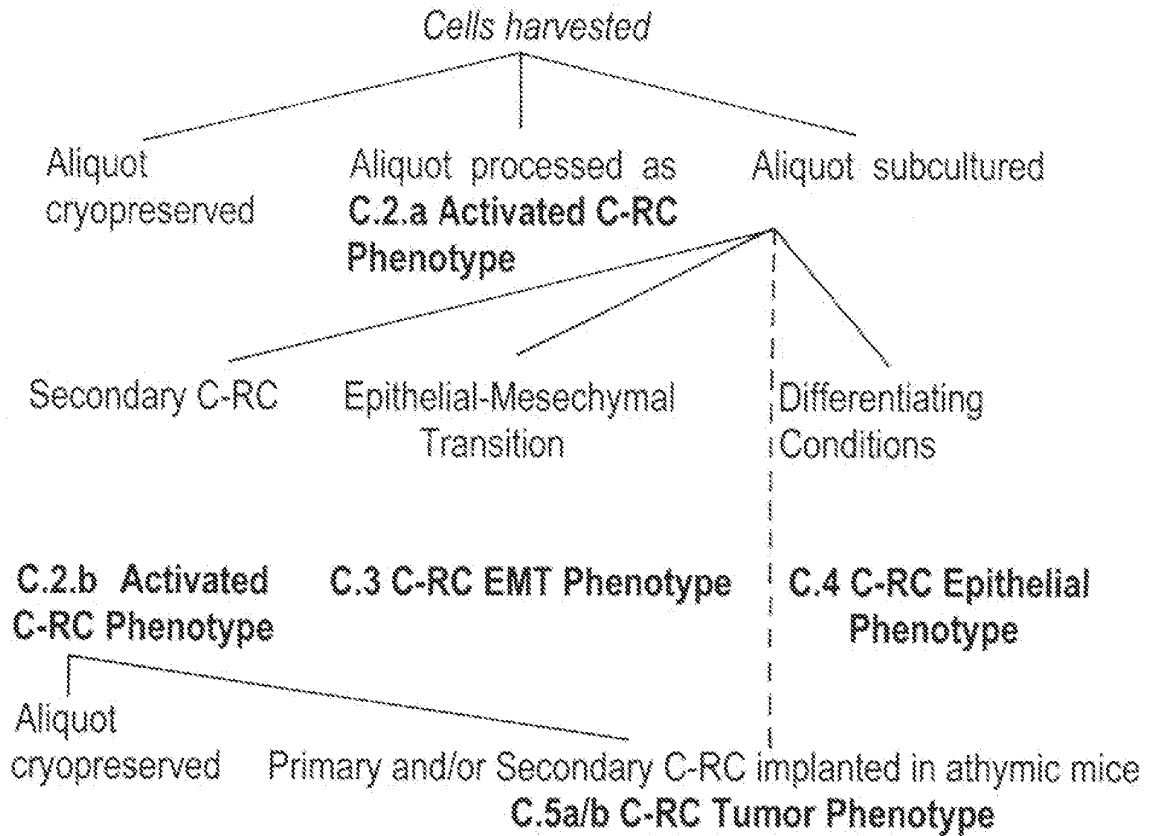 Cells harvested
Aliquot cryopreserved
Aliquot processed as
C.2.a Activated C-RC
Phenotype
Aliquot subcultured
Secondary C-RC
Epithelial-Mesechymal
Transition
Differentiating
Conditions
C.2.b Activated
C-RC Phenotype
C.3 C-RC EMT Phenotype
C.4 C-RC Epithelial
Phenotype
Aliquot
cryopreserved
Primary and/or Secondary C-RC implanted in athymic mice
C.5a/b C-RC Tumor Phenotype